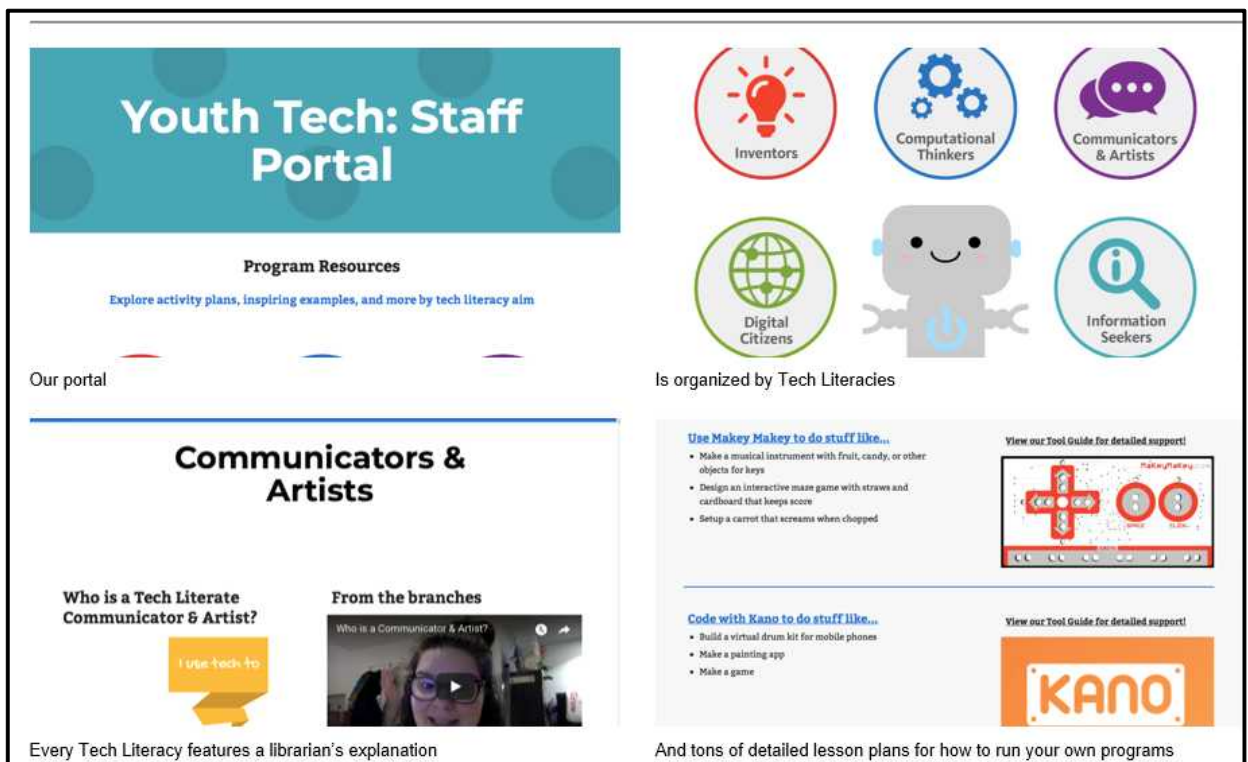 Youth Tech: Staff
Portal
Program Resources
Explore activity plans, inspiring examples, and more by tech literacy aim
Our portal
Inventors
Computational
Thinkers
Communicators
& Artists
Digital
Citizens
Information
Seekers
Is organized by Tech Literacies
Communicators &
Artists
Who is a Tech Literate
Communicator & Artist?
I use tech to
From the branches
Who is a Communicator & Artist?
Every Tech Literacy features a librarian's explanation
Use Makey Makey to do stuff like...
• Make a musical instrument with fruit, candy, or other
objects for keys
• Design an interactive maze game with straws and
cardboard that keeps score
• Setup a carrot that screams when chopped
View our Tool Guide for detailed support!
MaKeyMaKey
SPACE
CLICK
Code with Kano to do stuff like...
• Build a virtual drum kit for mobile phones
• Make a painting app
• Make a game
View our Tool Guide for detailed support!
KANO
And tons of detailed lesson plans for how to run your own programs